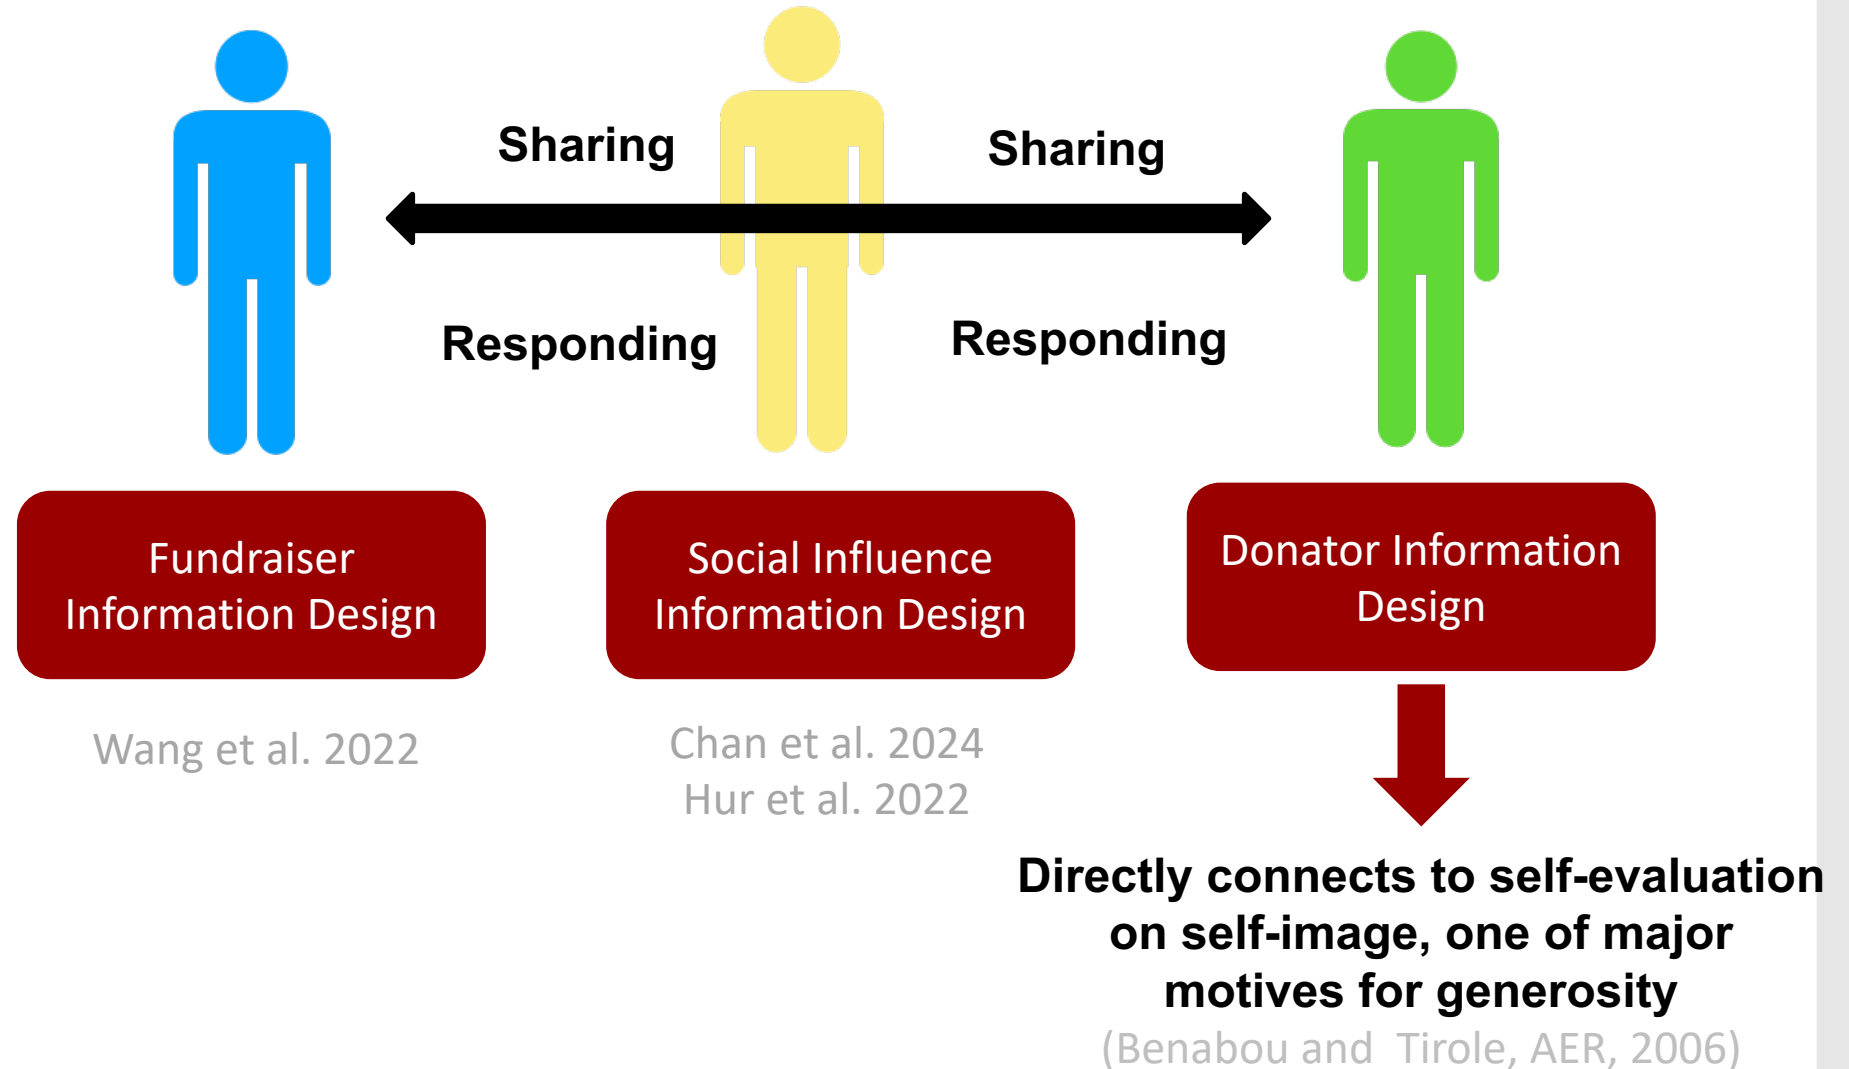 Sharing
Sharing
Responding
Responding
Fundraiser
Information Design
Social Influence
Information Design
Donator Information
Design
Wang et al. 2022
Chan et al. 2024
Hur et al. 2022
Directly connects to self-evaluation
on self-image, one of major
motives for generosity
(Benabou and Tirole, AER, 2006)